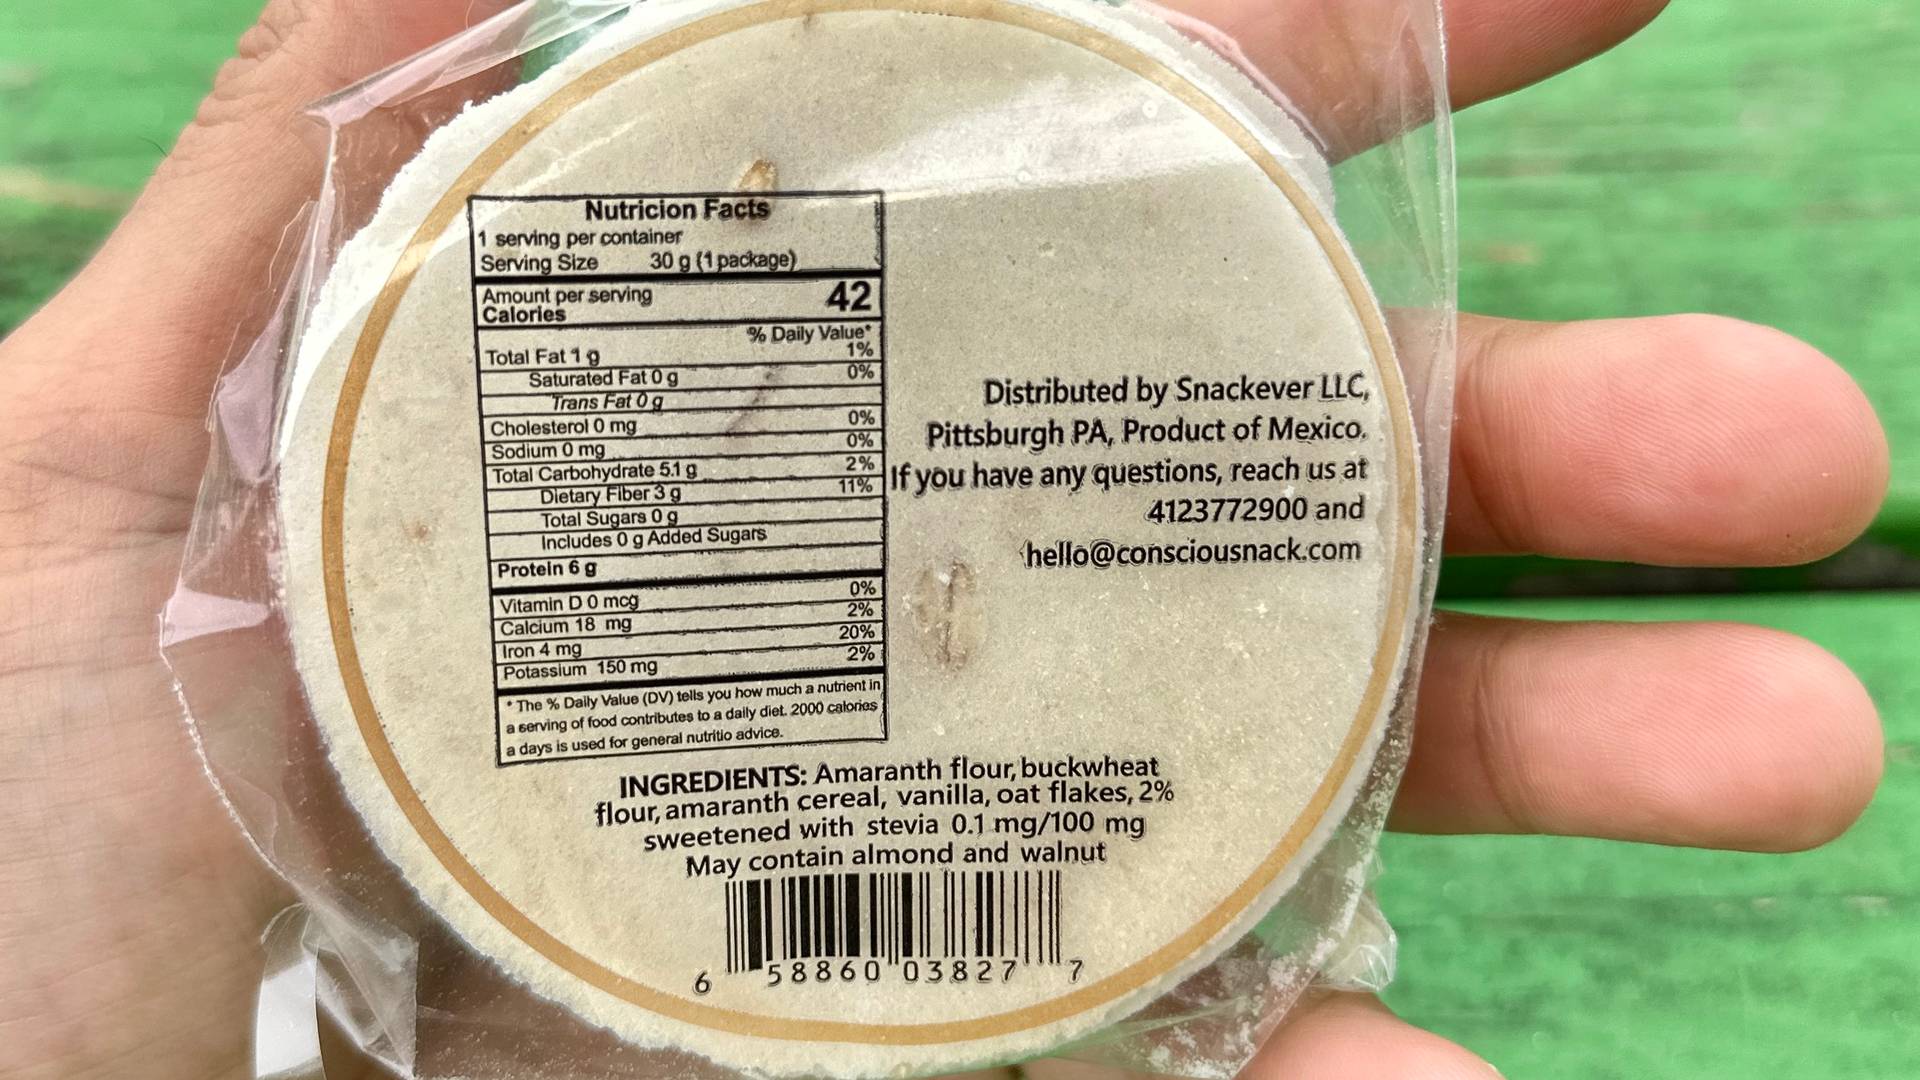 Nutricion Facts
1 serving per container
Serving Size 30 g (1 package)
Amount per serving
Calories 42
% Daily Value*
Total Fat 1 g 1%
Saturated Fat 0 g 0%
Trans Fat 0 g
Cholesterol 0 mg 0%
Sodium 0 mg 0%
Total Carbohydrate 5.1 g 2%
Dietary Fiber 3 g 11%
Total Sugars 0 g
Includes 0 g Added Sugars
Protein 6 g
Vitamin D 0 mcg 0%
Calcium 18 mg 2%
Iron 4 mg 20%
Potassium 150 mg 2%
* The % Daily Value (DV) tells you how much a nutrient in
a serving of food contributes to a daily diet. 2000 calories
a days is used for general nutritio advice.
Distributed by Snackever LLC,
Pittsburgh PA, Product of Mexico.
If you have any questions, reach us at
4123772900 and
hello@consciousnack.com
INGREDIENTS: Amaranth flour, buckwheat
flour, amaranth cereal, vanilla, oat flakes, 2%
sweetened with stevia 0.1 mg/100 mg
May contain almond and walnut
6 58860 03827 7